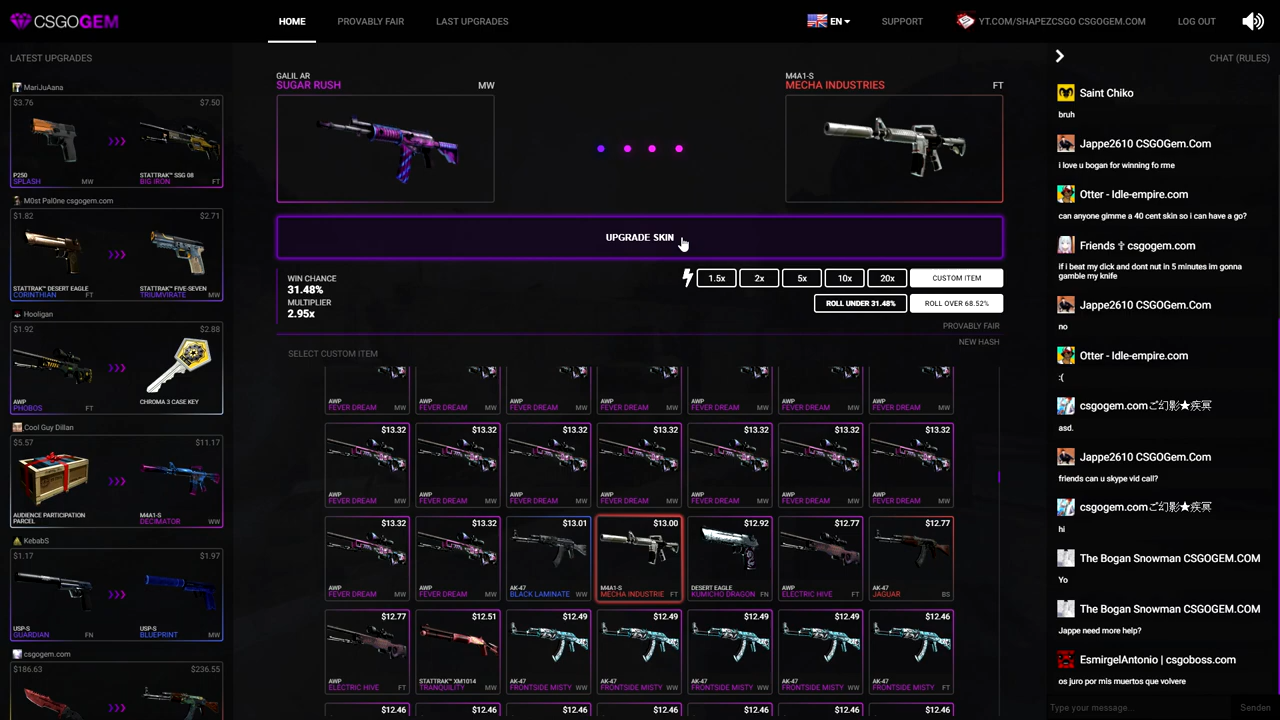 CSGOGEM
HOME
PROVABLY FAIR
LAST UPGRADES
EN
SUPPORT
YT.COM/SHAPEZCSGO CSGOGEM.COM
LOG OUT
LATEST UPGRADES
MariJuAana
$3.76 $7.50
P250
SPLASH MW
STATTRAK™ SSG 08
BIG IRON FT
M0st Pal0ne csgogem.com
$1.82 $2.71
STATTRAK™ DESERT EAGLE
CORINTHIAN FT
STATTRAK™ FIVE-SEVEN
TRIUMVIRATE MW
Hooligan
$1.92 $2.88
AWP
PHOBOS FT
CHROMA 3 CASE KEY
Cool Guy Dillan
$5.57 $11.17
AUDIENCE PARTICIPATION
PARCEL
M4A1-S
DECIMATOR WW
KebabS
$1.17 $1.97
USP-S
GUARDIAN FN
USP-S
BLUEPRINT MW
csgogem.com
$186.63 $236.55
GALIL AR
SUGAR RUSH MW
M4A1-S
MECHA INDUSTRIES FT
UPGRADE SKIN
WIN CHANCE
31.48%
MULTIPLIER
2.95x
1.5x 2x 5x 10x 20x CUSTOM ITEM
ROLL UNDER 31.48% ROLL OVER 68.52%
PROVABLY FAIR
NEW HASH
SELECT CUSTOM ITEM
AWP AWP AWP AWP AWP AWP AWP
FEVER DREAM MW FEVER DREAM MW FEVER DREAM MW FEVER DREAM MW FEVER DREAM MW FEVER DREAM MW FEVER DREAM MW
$13.32 $13.32 $13.32 $13.32 $13.32 $13.32 $13.32
AWP AWP AWP AWP AWP AWP AWP
FEVER DREAM MW FEVER DREAM MW FEVER DREAM MW FEVER DREAM MW FEVER DREAM MW FEVER DREAM MW FEVER DREAM MW
$13.32 $13.32 $13.01 $13.00 $12.92 $12.77 $12.77
AWP AWP AK-47 M4A1-S DESERT EAGLE AWP AK-47
FEVER DREAM MW FEVER DREAM MW BLACK LAMINATE WW MECHA INDUSTRIE FT KUMICHO DRAGON FN ELECTRIC HIVE FT JAGUAR BS
$12.77 $12.51 $12.49 $12.49 $12.49 $12.49 $12.46
AWP STATTRAK™ XM1014 AK-47 AK-47 AK-47 AK-47 AK-47
ELECTRIC HIVE FT TRANQUILITY MW FRONTSIDE MISTY MW FRONTSIDE MISTY MW FRONTSIDE MISTY MW FRONTSIDE MISTY MW FRONTSIDE MISTY FT
$12.46 $12.46 $12.46 $12.46 $12.46 $12.46 $12.46
CHAT (RULES)
Saint Chiko
bruh
Jappe2610 CSGOGem.Com
i love u bogan for winning fo rme
Otter - Idle-empire.com
can anyone gimme a 40 cent skin so i can have a go?
Friends ✞ csgogem.com
if i beat my dick and dont nut in 5 minutes im gonna
gamble my knife
Jappe2610 CSGOGem.Com
no
Otter - Idle-empire.com
:(
csgogem.comご幻影★疾冥
asd.
Jappe2610 CSGOGem.Com
friends can u skype vid call?
csgogem.comご幻影★疾冥
hi
The Bogan Snowman CSGOGEM.COM
Yo
The Bogan Snowman CSGOGEM.COM
Jappe need more help?
EsmirgelAntonio | csgoboss.com
os juro por mis muertos que volvere
Type your message...
Senden